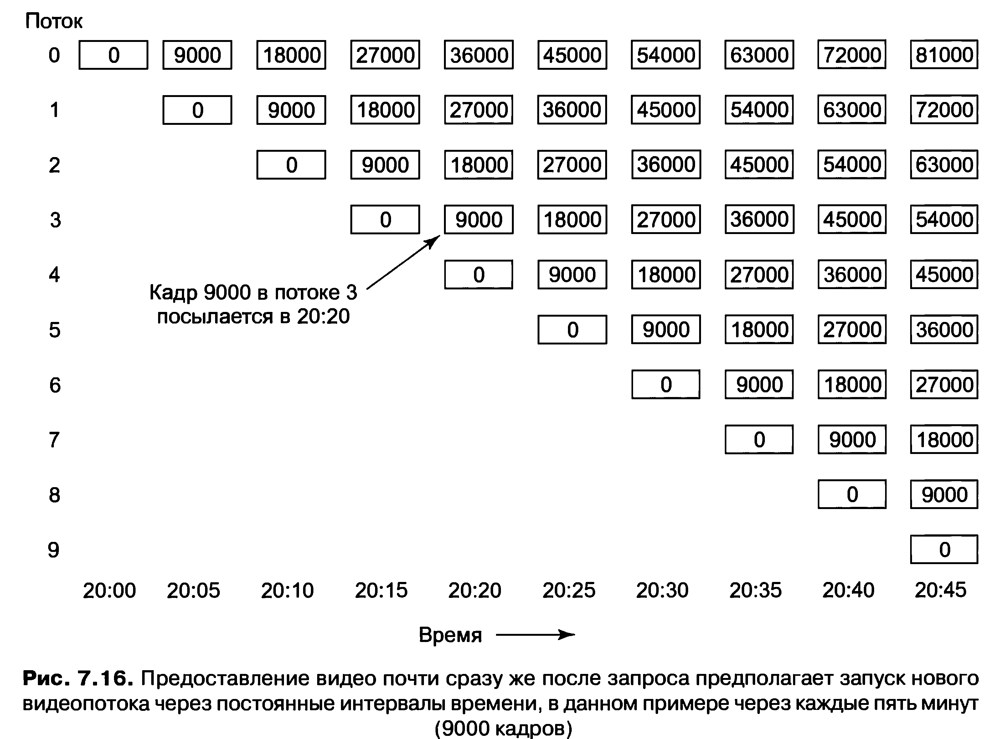 Поток
0 0 9000 18000 27000 36000 45000 54000 63000 72000 81000
1 0 9000 18000 27000 36000 45000 54000 63000 72000
2 0 9000 18000 27000 36000 45000 54000 63000
3 0 9000 18000 27000 36000 45000 54000
4 0 9000 18000 27000 36000 45000
Кадр 9000 в потоке 3
посылается в 20:20
5 0 9000 18000 27000 36000
6 0 9000 18000 27000
7 0 9000 18000
8 0 9000
9 0
20:00 20:05 20:10 20:15 20:20 20:25 20:30 20:35 20:40 20:45
Время
Рис. 7.16. Предоставление видео почти сразу же после запроса предполагает запуск нового
видеопотока через постоянные интервалы времени, в данном примере через каждые пять минут
(9000 кадров)